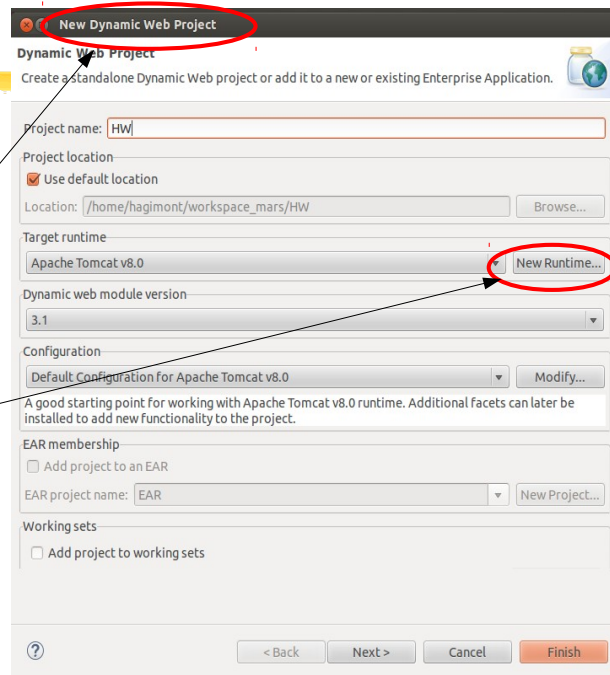 New Dynamic Web Project
Dynamic Web Project
Create a standalone Dynamic Web project or add it to a new or existing Enterprise Application.
Project name: HW
Project location
Use default location
Location: /home/hagimont/workspace_mars/HW Browse...
Target runtime
Apache Tomcat v8.0 New Runtime...
Dynamic web module version
3.1
Configuration
Default Configuration for Apache Tomcat v8.0 Modify...
A good starting point for working with Apache Tomcat v8.0 runtime. Additional facets can later be
installed to add new functionality to the project.
EAR membership
Add project to an EAR
EAR project name: EAR New Project...
Working sets
Add project to working sets
? < Back Next > Cancel Finish